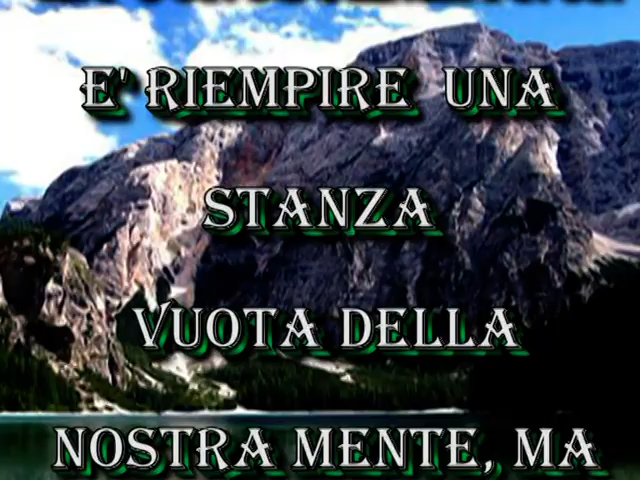 E' RIEMPIRE UNA
STANZA
VUOTA DELLA
NOSTRA MENTE, MA